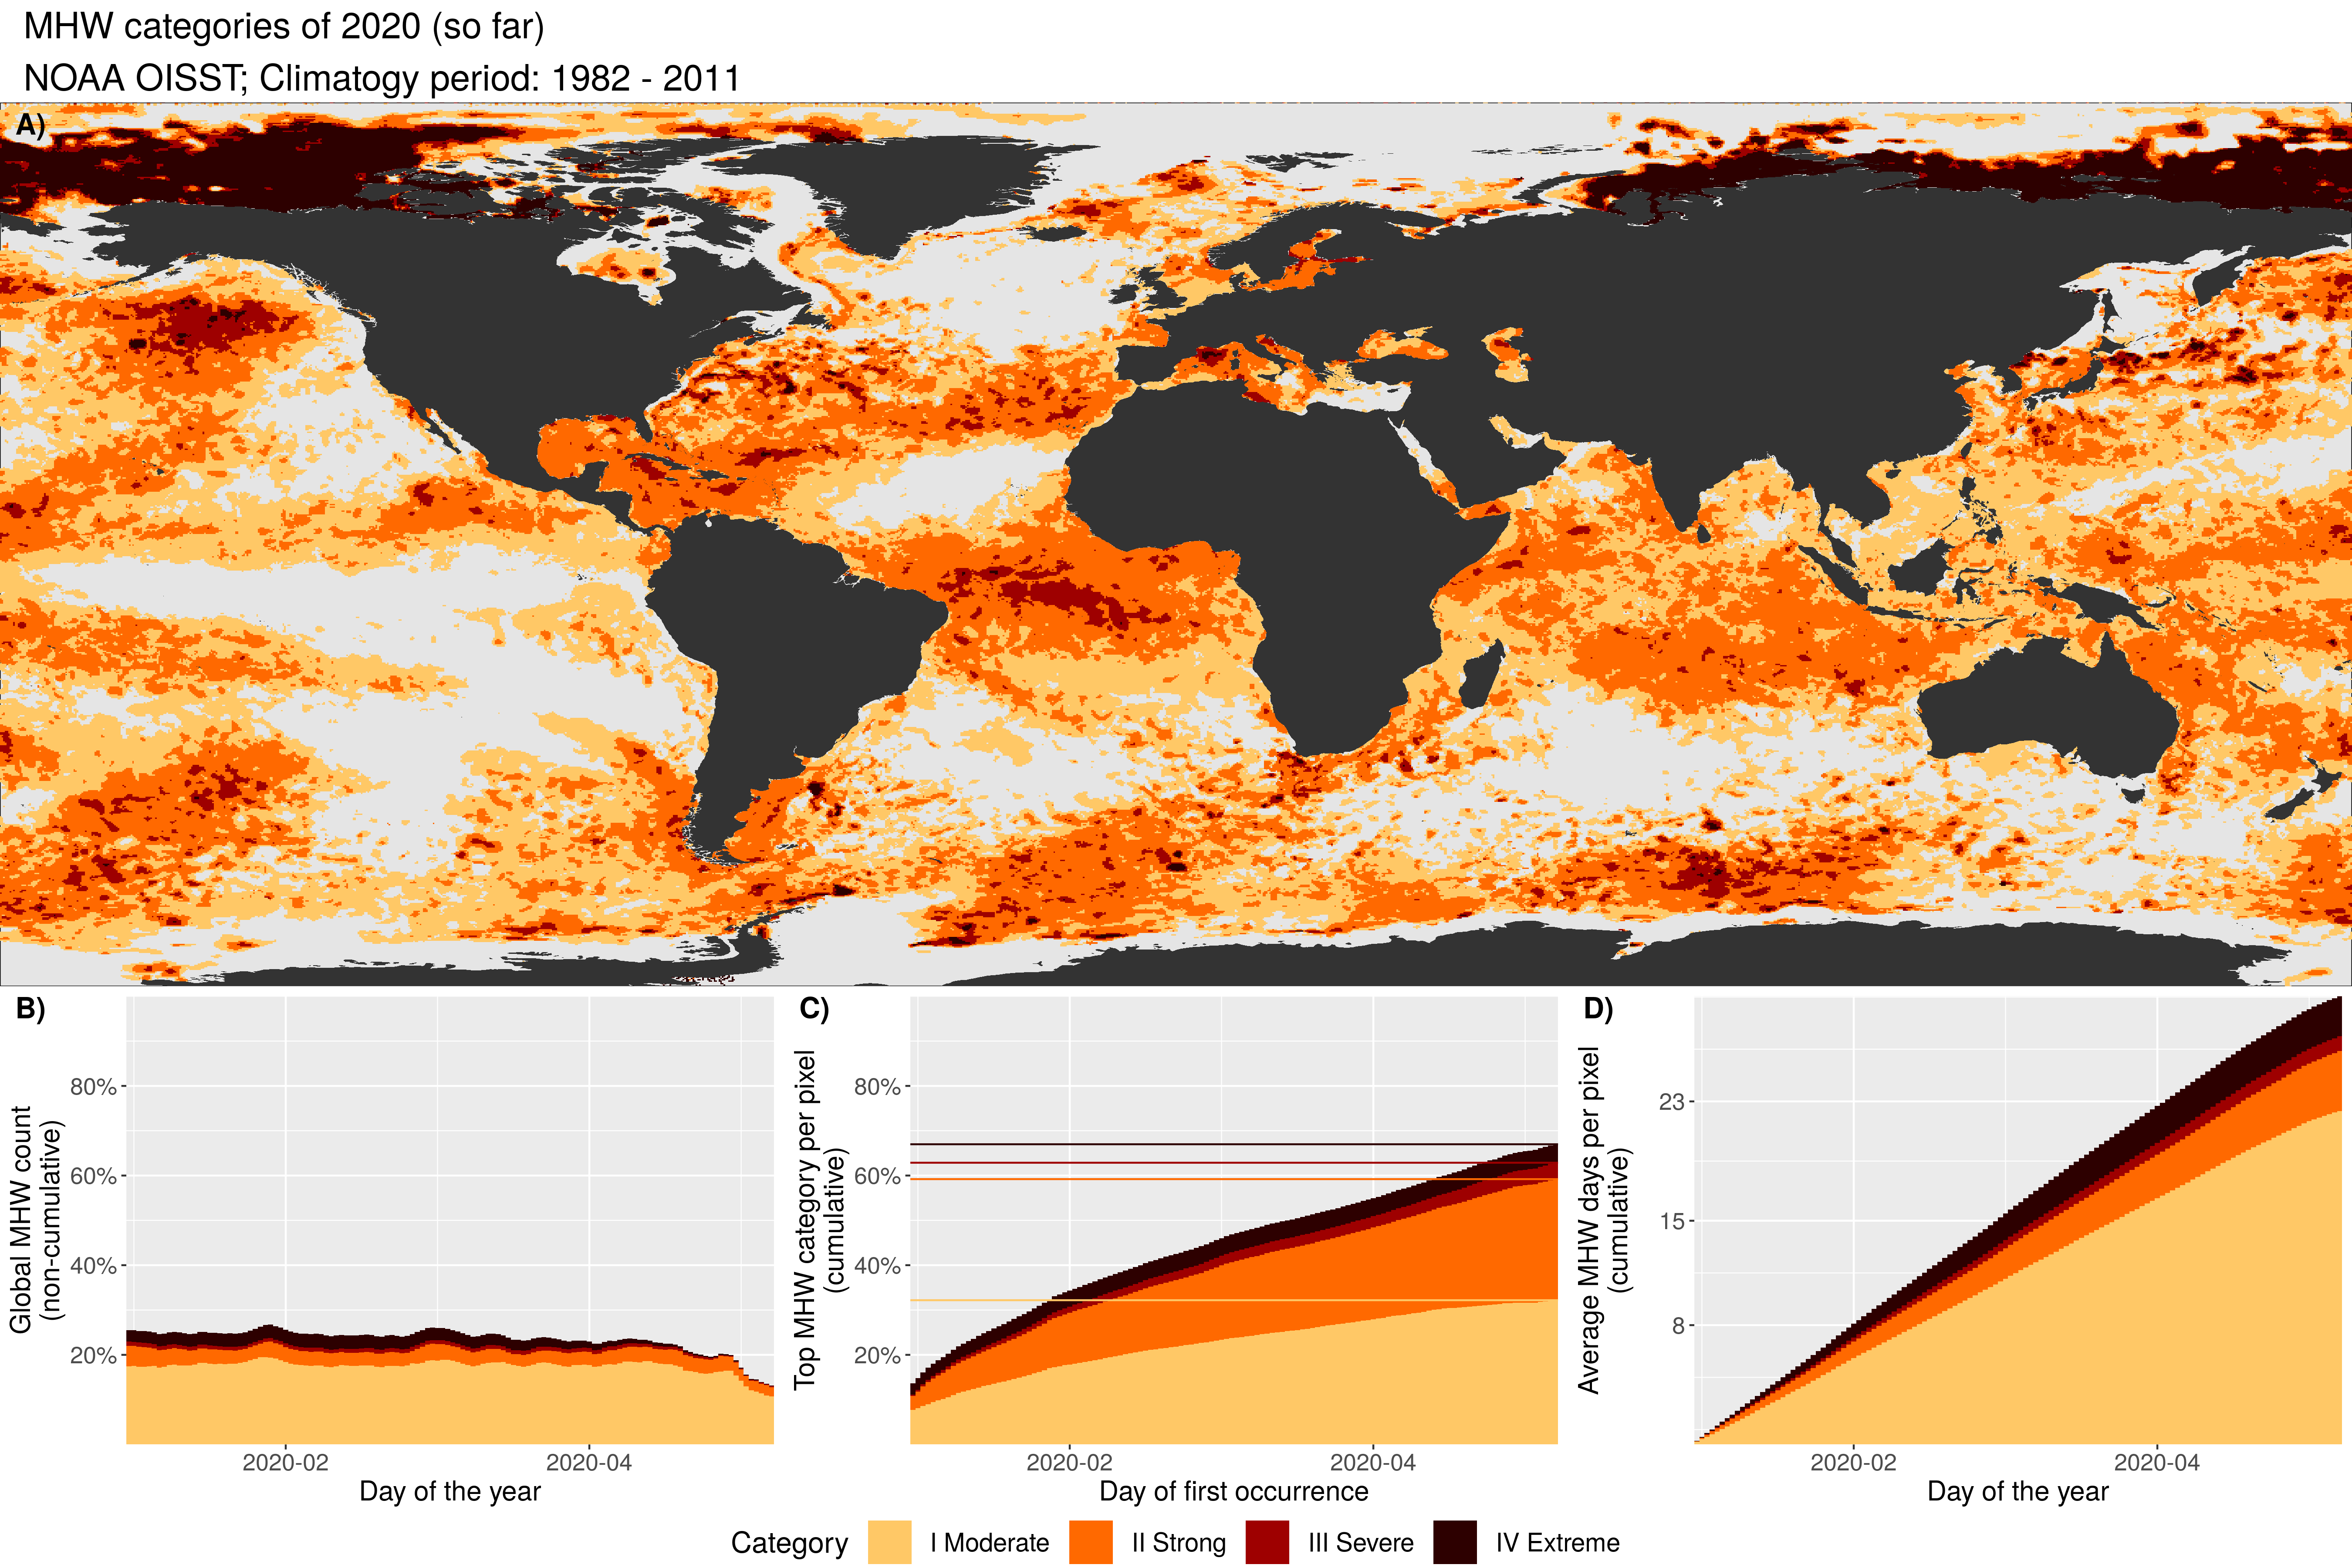 MHW categories of 2020 (so far)
NOAA OISST; Climatogy period: 1982 - 2011
A)
B)
Global MHW count
(non-cumulative)
80%
60%
40%
20%
2020-02
2020-04
Day of the year
C)
Top MHW category per pixel
(cumulative)
80%
60%
40%
20%
2020-02
2020-04
Day of first occurrence
D)
Average MHW days per pixel
(cumulative)
23
15
8
2020-02
2020-04
Day of the year
Category
I Moderate
II Strong
III Severe
IV Extreme